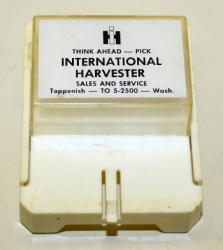 THINK AHEAD — PICK
INTERNATIONAL
HARVESTER
SALES AND SERVICE
Toppenish — TO 5-2500 — Wash.